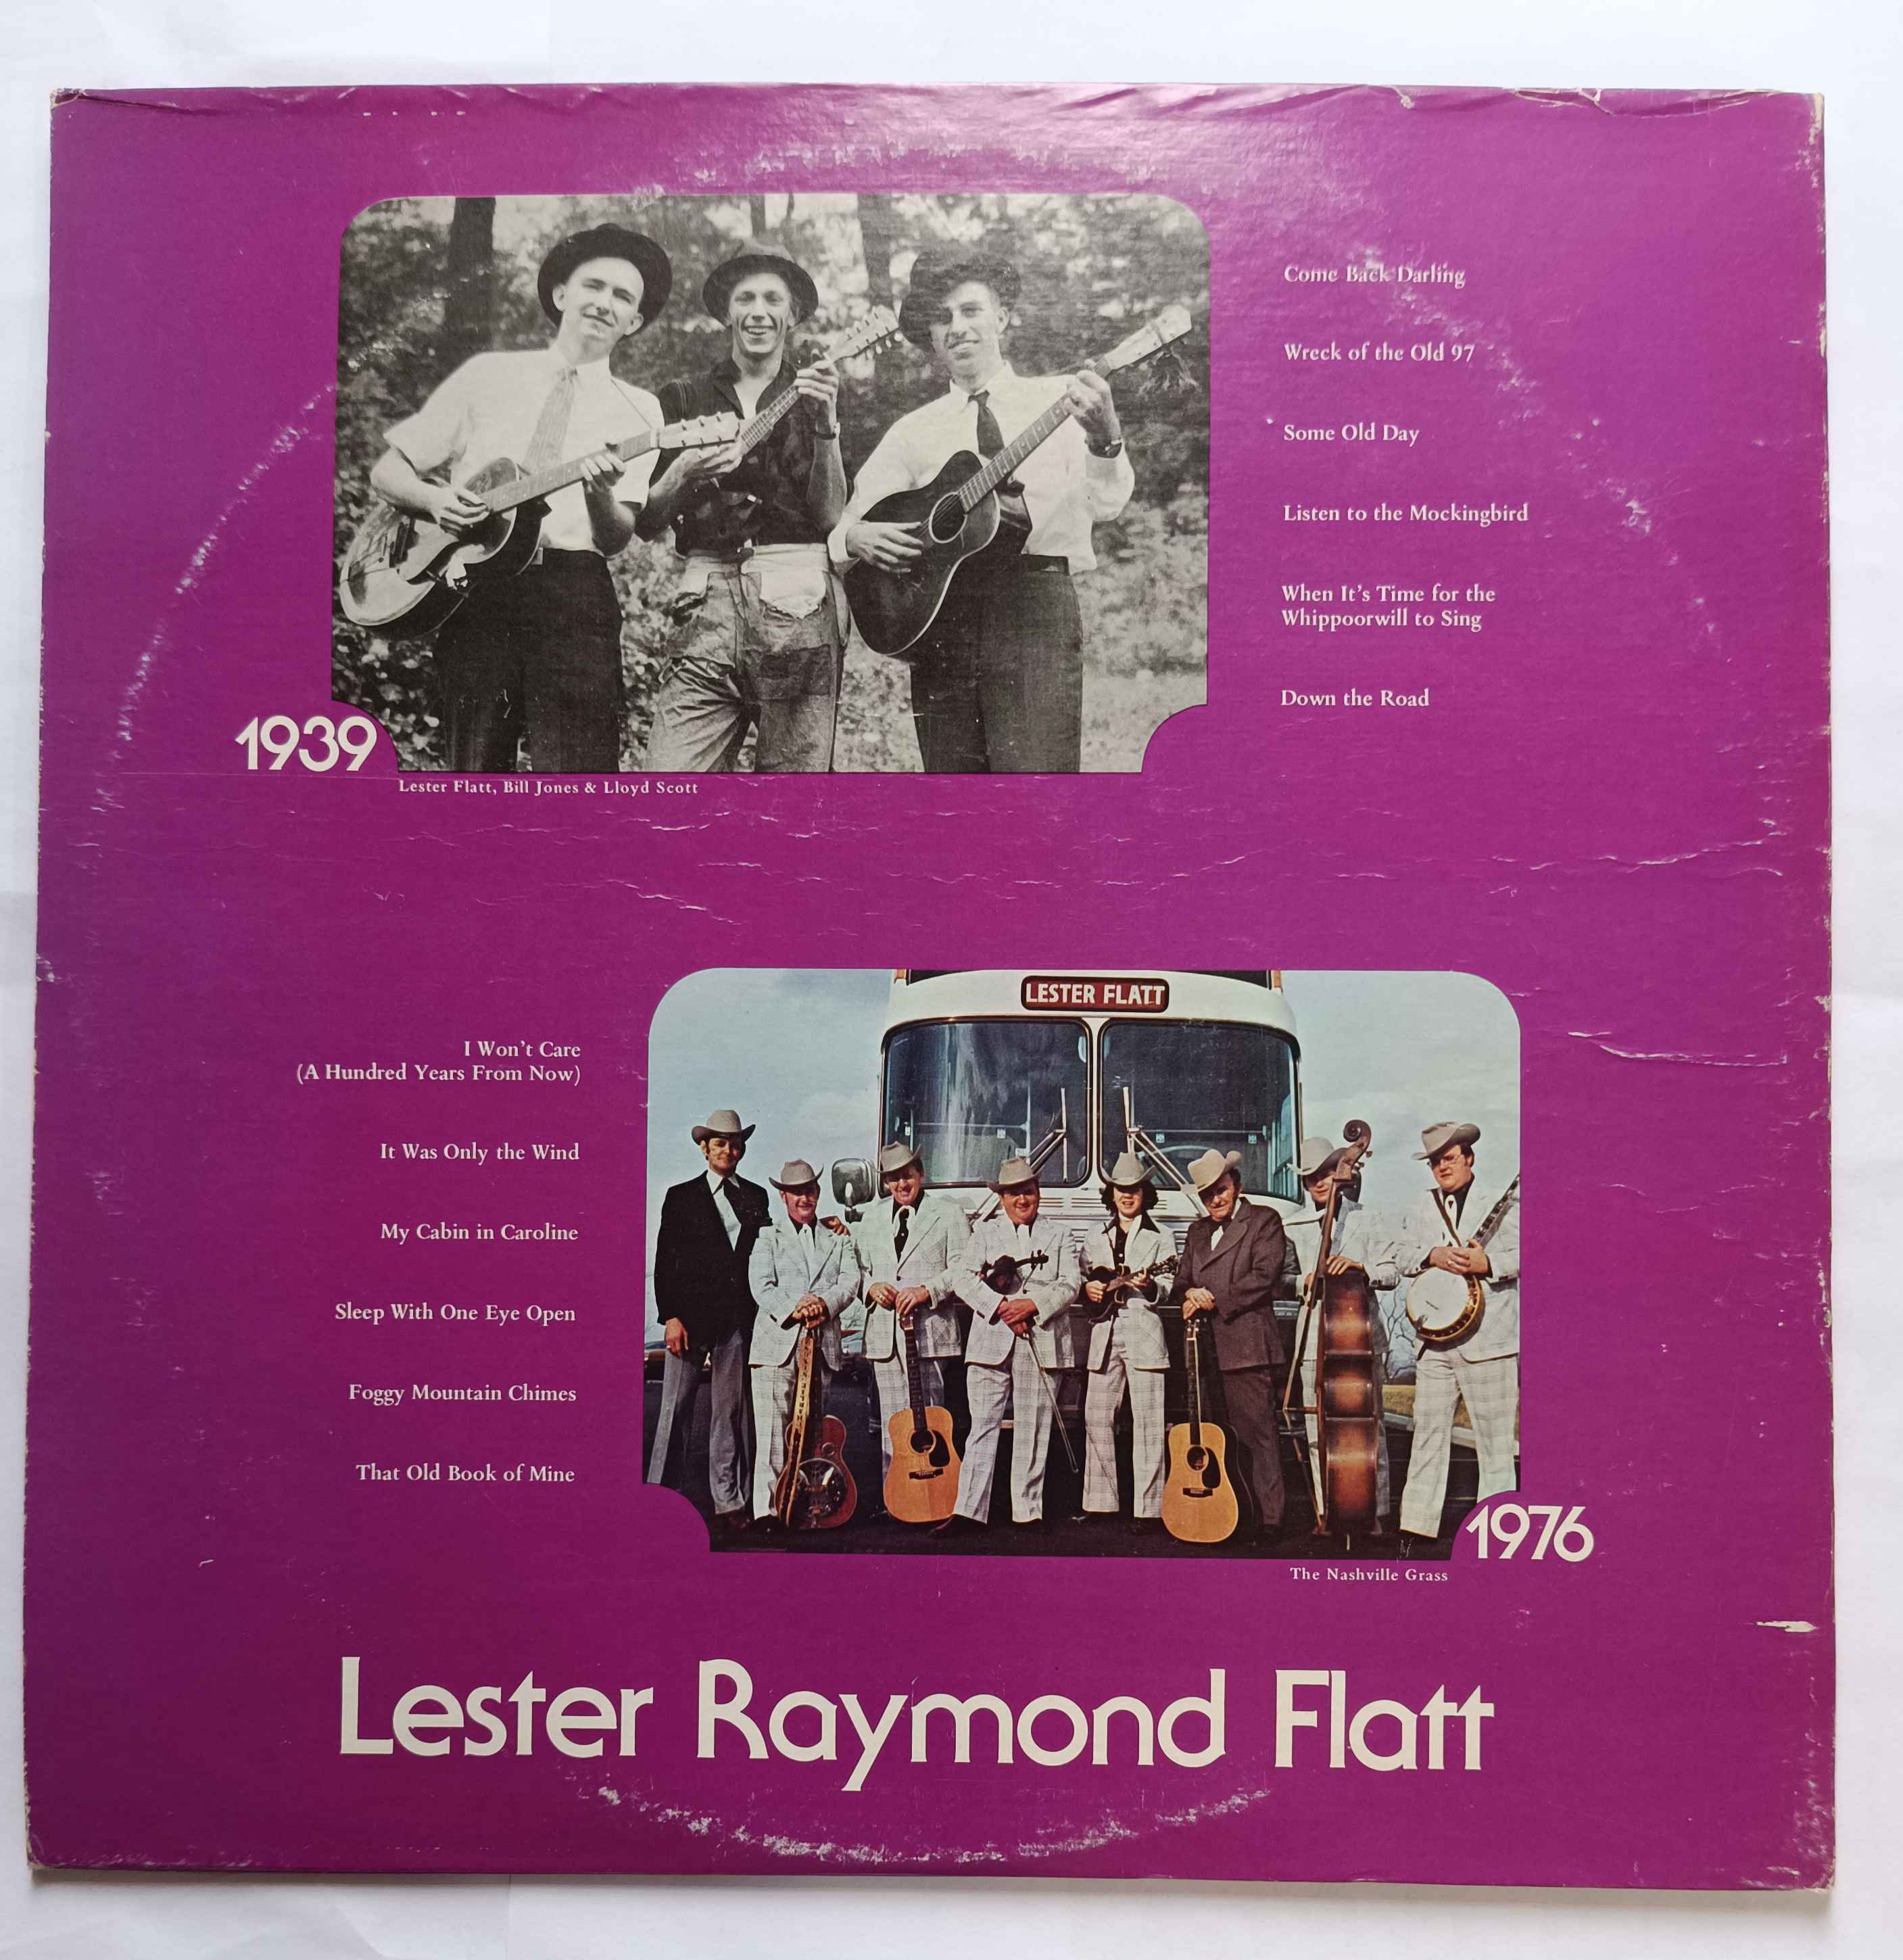 Come Back Darling
Wreck of the Old 97
Some Old Day
Listen to the Mockingbird
When It's Time for the
Whippoorwill to Sing
Down the Road
1939
Lester Flatt, Bill Jones & Lloyd Scott
LESTER FLATT
I Won't Care
(A Hundred Years From Now)
It Was Only the Wind
My Cabin in Caroline
Sleep With One Eye Open
Foggy Mountain Chimes
That Old Book of Mine
1976
The Nashville Grass
Lester Raymond Flatt